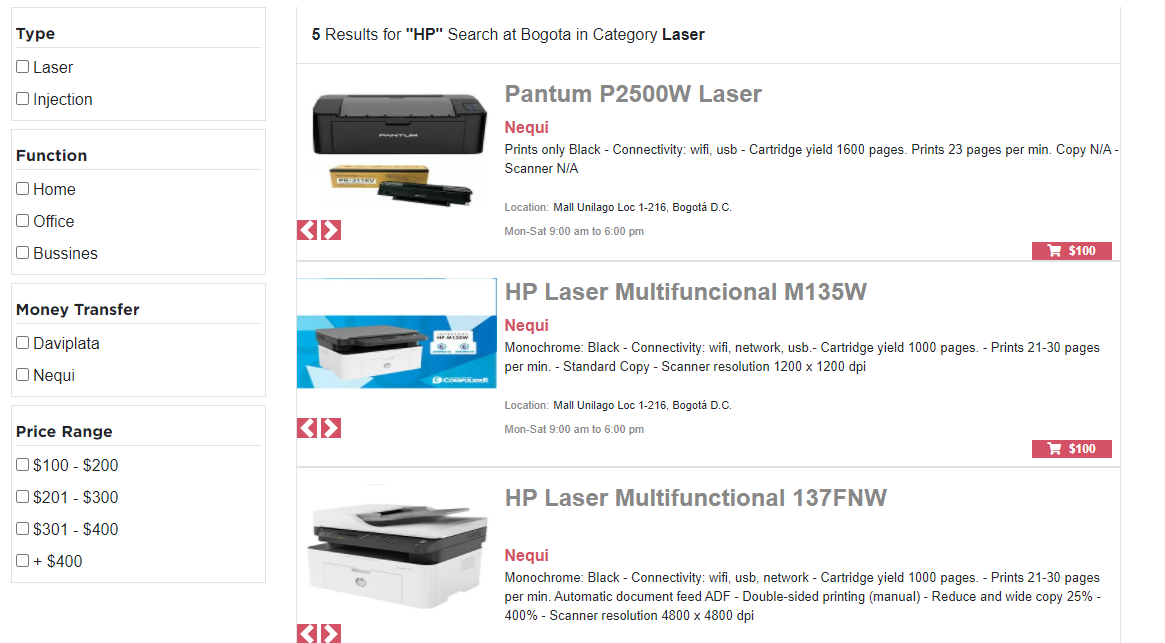 Type
Laser
Injection
Function
Home
Office
Bussines
Money Transfer
Daviplata
Nequi
Price Range
$100 - $200
$201 - $300
$301 - $400
+ $400
5 Results for "HP" Search at Bogota in Category Laser
PANTUM
Pantum P2500W Laser
Nequi
Prints only Black - Connectivity: wifi, usb - Cartridge yield 1600 pages. Prints 23 pages per min. Copy N/A -
Scanner N/A
Location: Mall Unilago Loc 1-216, Bogotá D.C.
Mon-Sat 9:00 am to 6:00 pm
$100
HP Laser Multifuncional M135W
Nequi
Monochrome: Black - Connectivity: wifi, network, usb.- Cartridge yield 1000 pages. - Prints 21-30 pages
per min. - Standard Copy - Scanner resolution 1200 x 1200 dpi
Location: Mall Unilago Loc 1-216, Bogotá D.C.
Mon-Sat 9:00 am to 6:00 pm
$100
HP Laser Multifunctional 137FNW
Nequi
Monochrome: Black - Connectivity: wifi, usb, network - Cartridge yield 1000 pages. - Prints 21-30 pages
per min. Automatic document feed ADF - Double-sided printing (manual) - Reduce and wide copy 25% -
400% - Scanner resolution 4800 x 4800 dpi